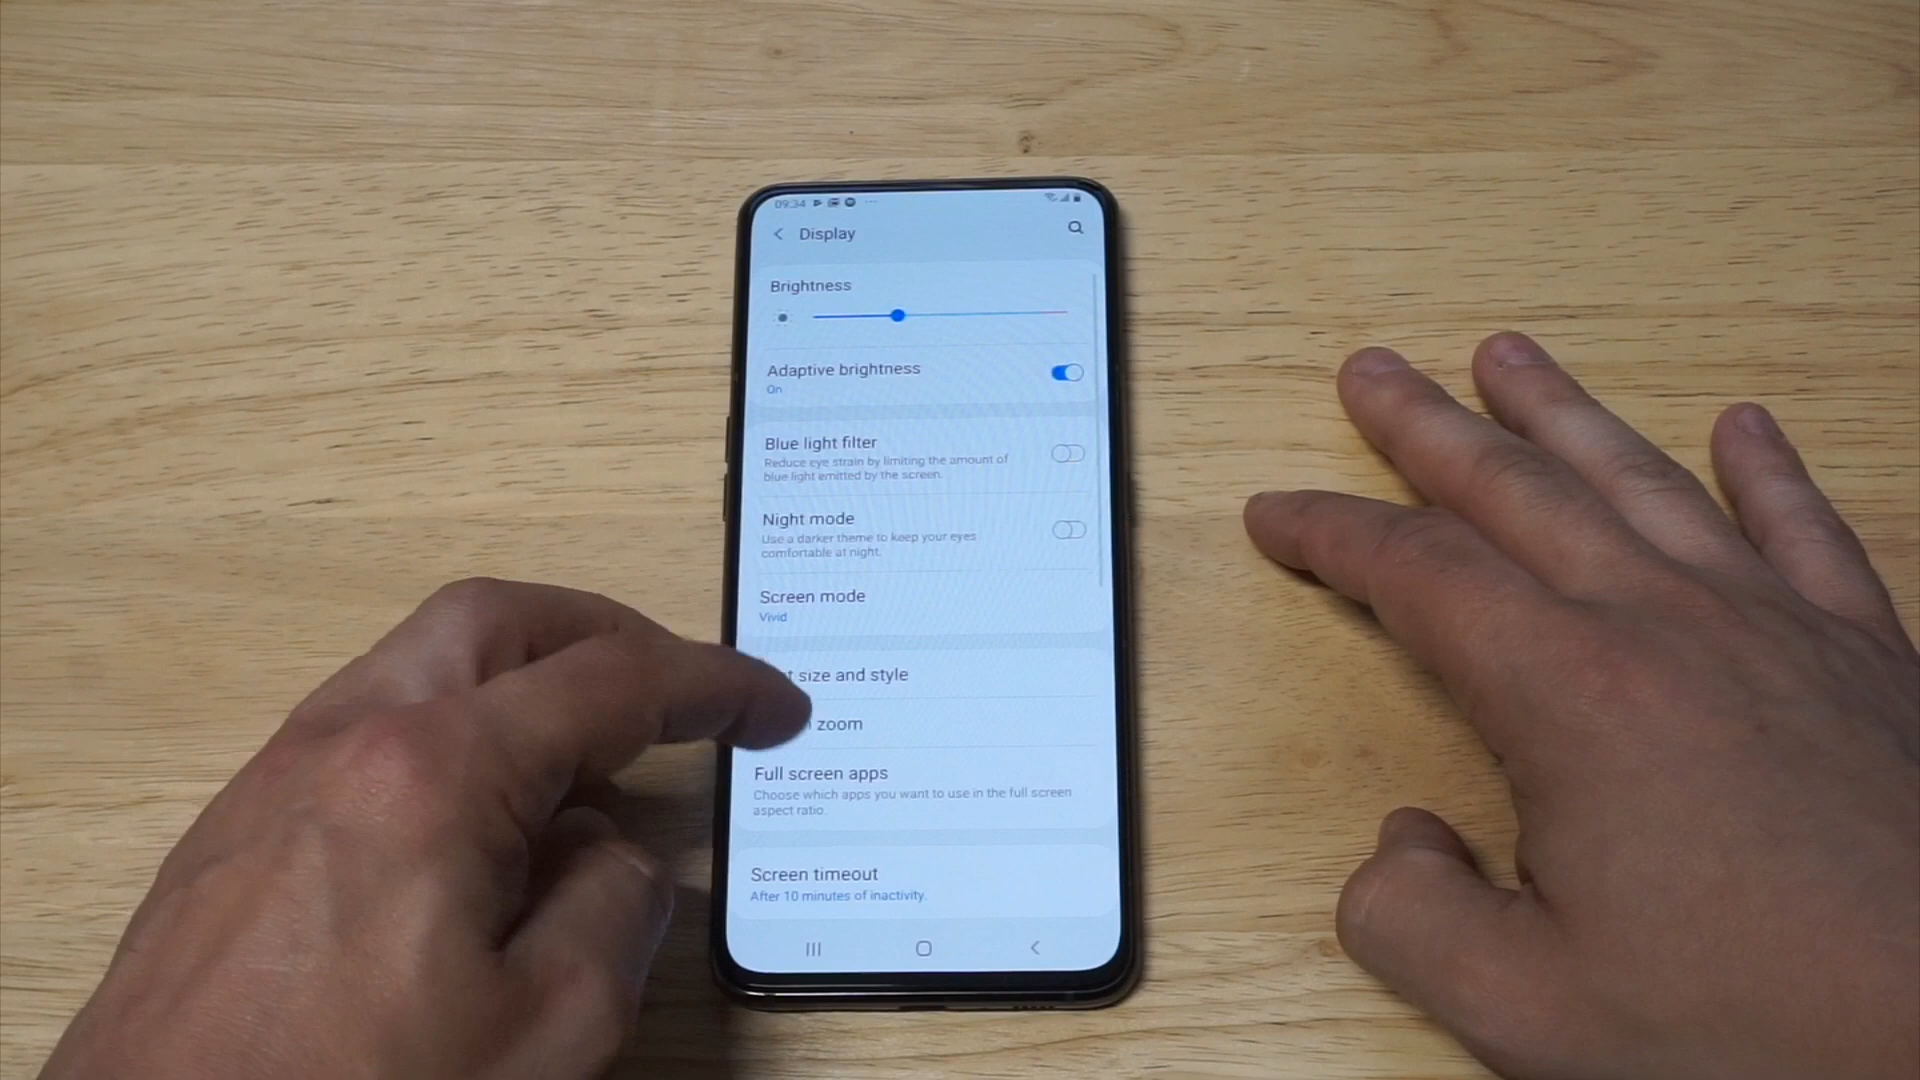 09:34
Display
Brightness
Adaptive brightness
On
Blue light filter
Reduce eye strain by limiting the amount of
blue light emitted by the screen.
Night mode
Use a darker theme to keep your eyes
comfortable at night.
Screen mode
Vivid
size and style
zoom
Full screen apps
Choose which apps you want to use in the full screen
aspect ratio.
Screen timeout
After 10 minutes of inactivity.